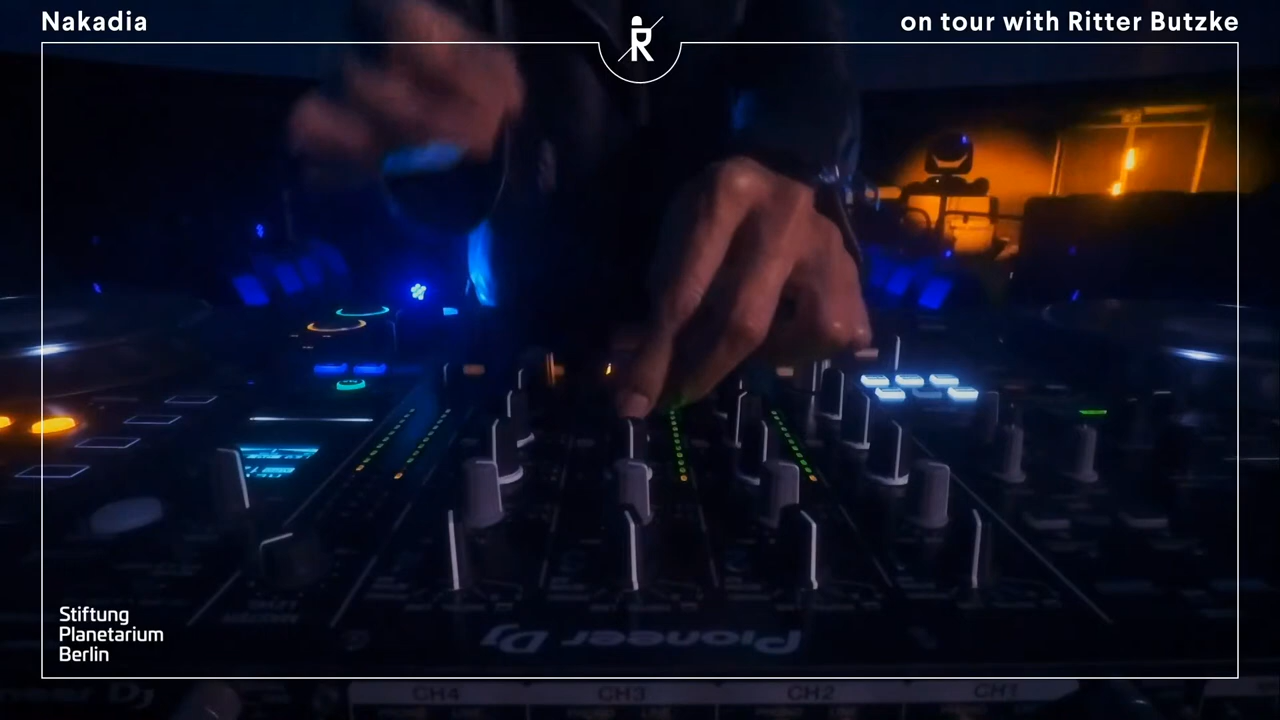 Nakadia
on tour with Ritter Butzke
R
Stiftung
Planetarium
Berlin
Pioneer Dj
CH4
CH3
CH2
CH1